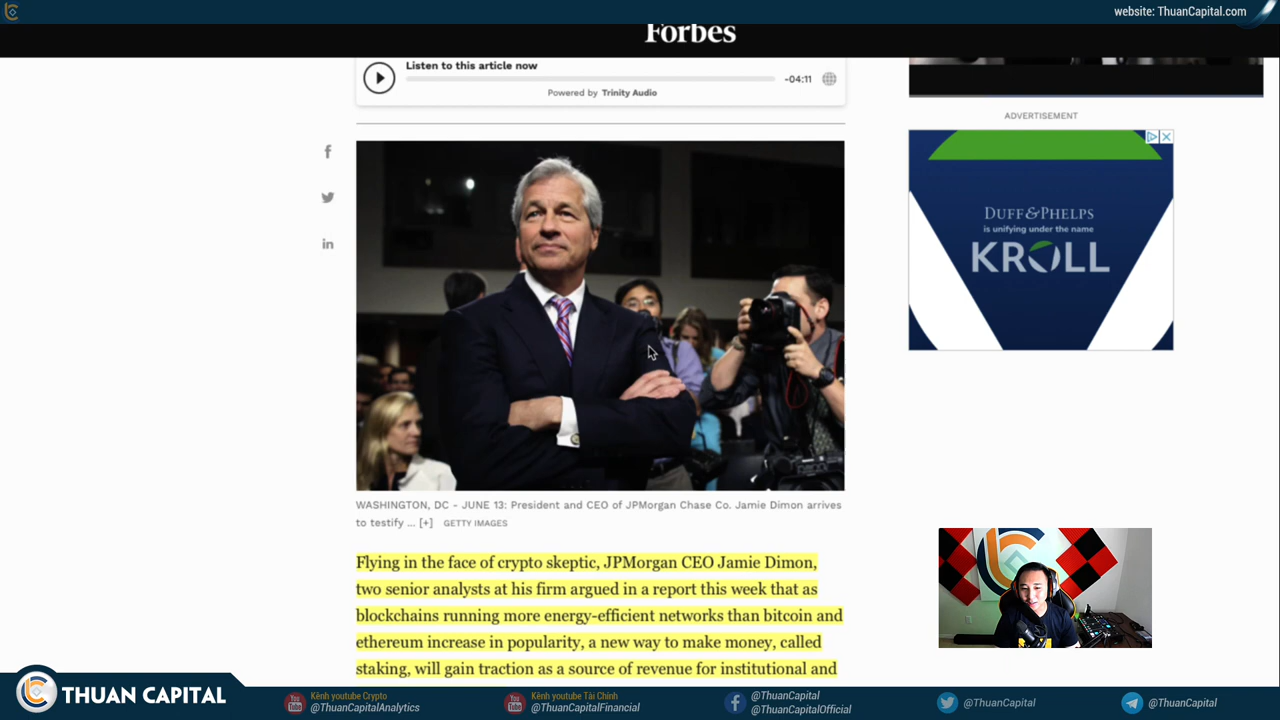 website: ThuanCapital.com
Forbes
Listen to this article now
-04:11
Powered by Trinity Audio
ADVERTISEMENT
DUFF&PHELPS
is unifying under the name
KROLL
WASHINGTON, DC - JUNE 13: President and CEO of JPMorgan Chase Co. Jamie Dimon arrives
to testify ... [+] GETTY IMAGES
Flying in the face of crypto skeptic, JPMorgan CEO Jamie Dimon,
two senior analysts at his firm argued in a report this week that as
blockchains running more energy-efficient networks than bitcoin and
ethereum increase in popularity, a new way to make money, called
staking, will gain traction as a source of revenue for institutional and
THUAN CAPITAL
Kênh youtube Crypto
@ThuanCapitalAnalytics
Kênh youtube Tài Chính
@ThuanCapitalFinancial
@ThuanCapital
@ThuanCapitalOfficial
@ThuanCapital
@ThuanCapital